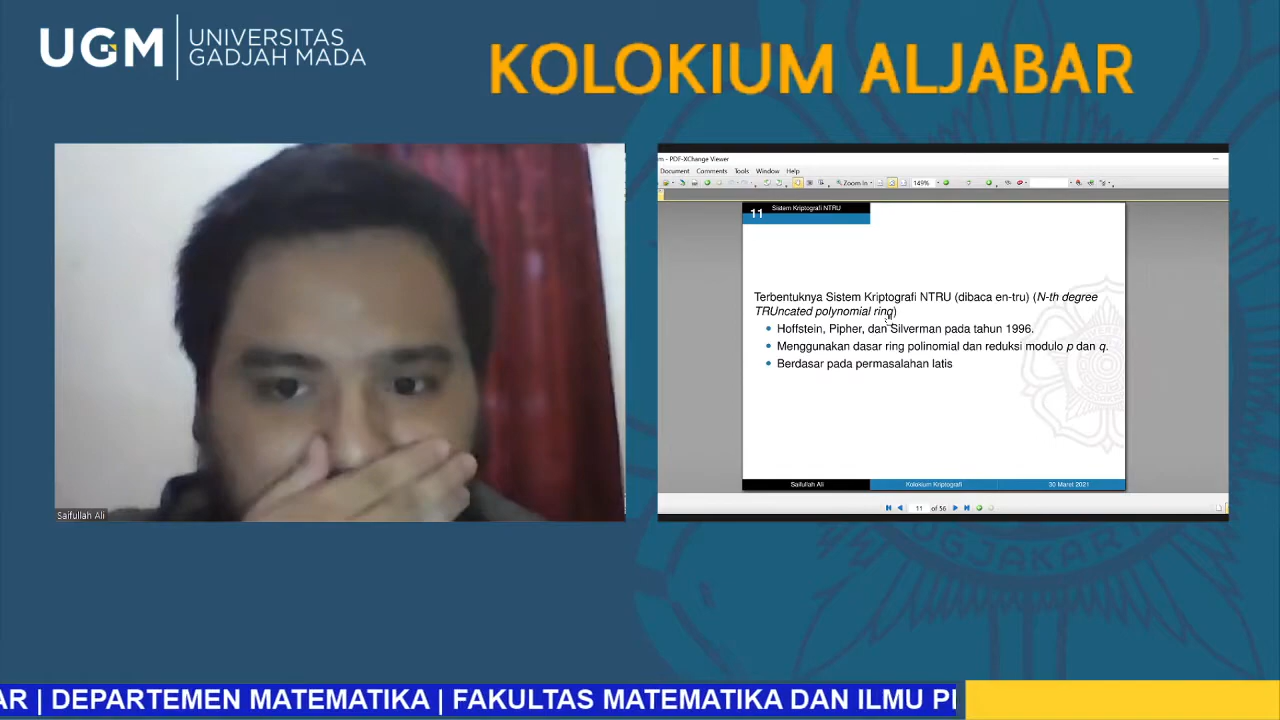 UGM
UNIVERSITAS
GADJAH MADA
KOLOKIUM ALJABAR
Saifullah Ali
m - PDF-XChange Viewer
Document Comments Tools Window Help
Zoom In
149%
11
Sistem Kriptografi NTRU
Terbentuknya Sistem Kriptografi NTRU (dibaca en-tru) (N-th degree
TRUncated polynomial ring)
Hoffstein, Pipher, dan Silverman pada tahun 1996.
Menggunakan dasar ring polinomial dan reduksi modulo p dan q.
Berdasar pada permasalahan latis
Saifullah Ali
Kolokium Kriptografi
30 Maret 2021
11 of 56
AR | DEPARTEMEN MATEMATIKA | FAKULTAS MATEMATIKA DAN ILMU P